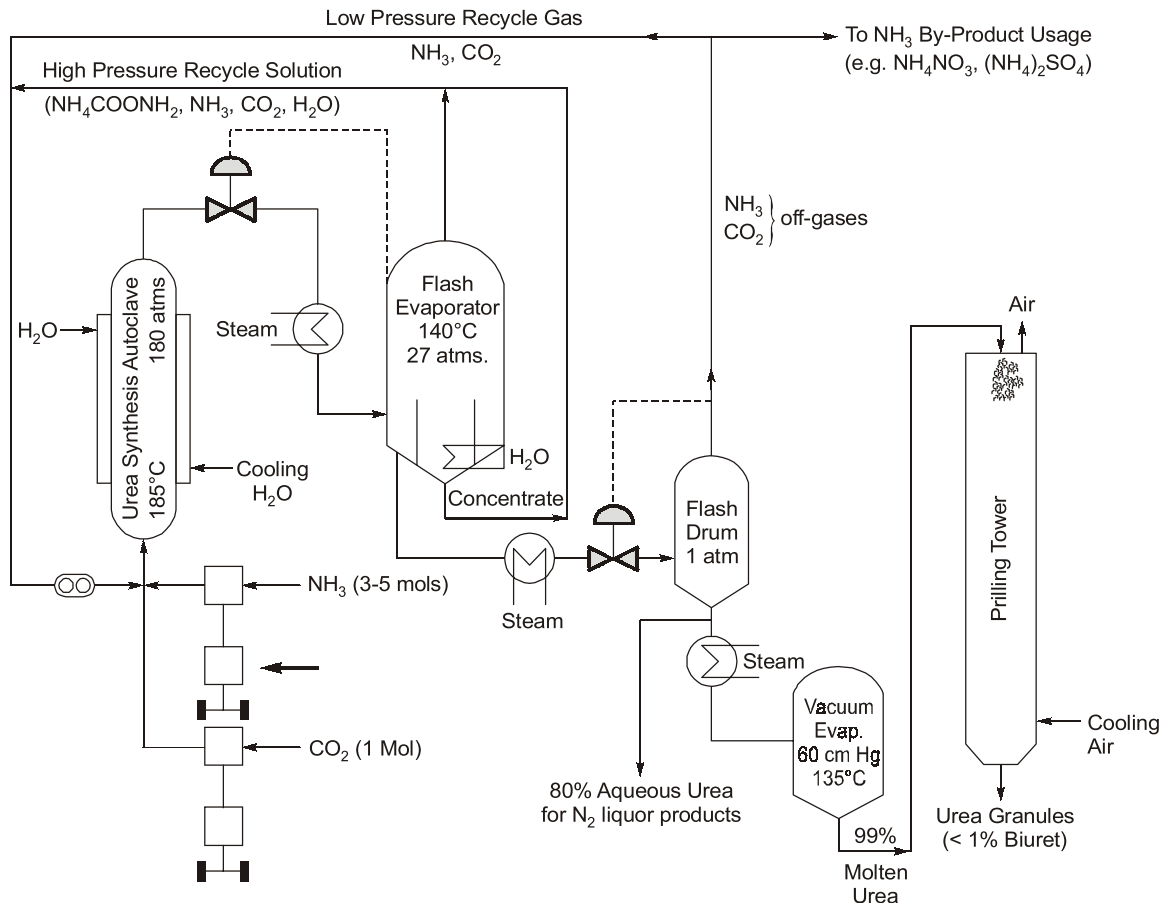 Low Pressure Recycle Gas
NH₃, CO₂
To NH₃ By-Product Usage
(e.g. NH₄NO₃, (NH₄)₂SO₄)
High Pressure Recycle Solution
(NH₄COONH₂, NH₃, CO₂, H₂O)
NH₃
CO₂
off-gases
Urea Synthesis Autoclave
185°C 180 atms
H₂O
Cooling
H₂O
Steam
Flash
Evaporator
140°C
27 atms.
H₂O
Concentrate
Steam
Flash
Drum
1 atm
NH₃ (3-5 mols)
CO₂ (1 Mol)
Steam
80% Aqueous Urea
for N₂ liquor products
Vacuum
Evap.
60 cm Hg
135°C
99%
Molten
Urea
Air
Prilling Tower
Cooling
Air
Urea Granules
(< 1% Biuret)